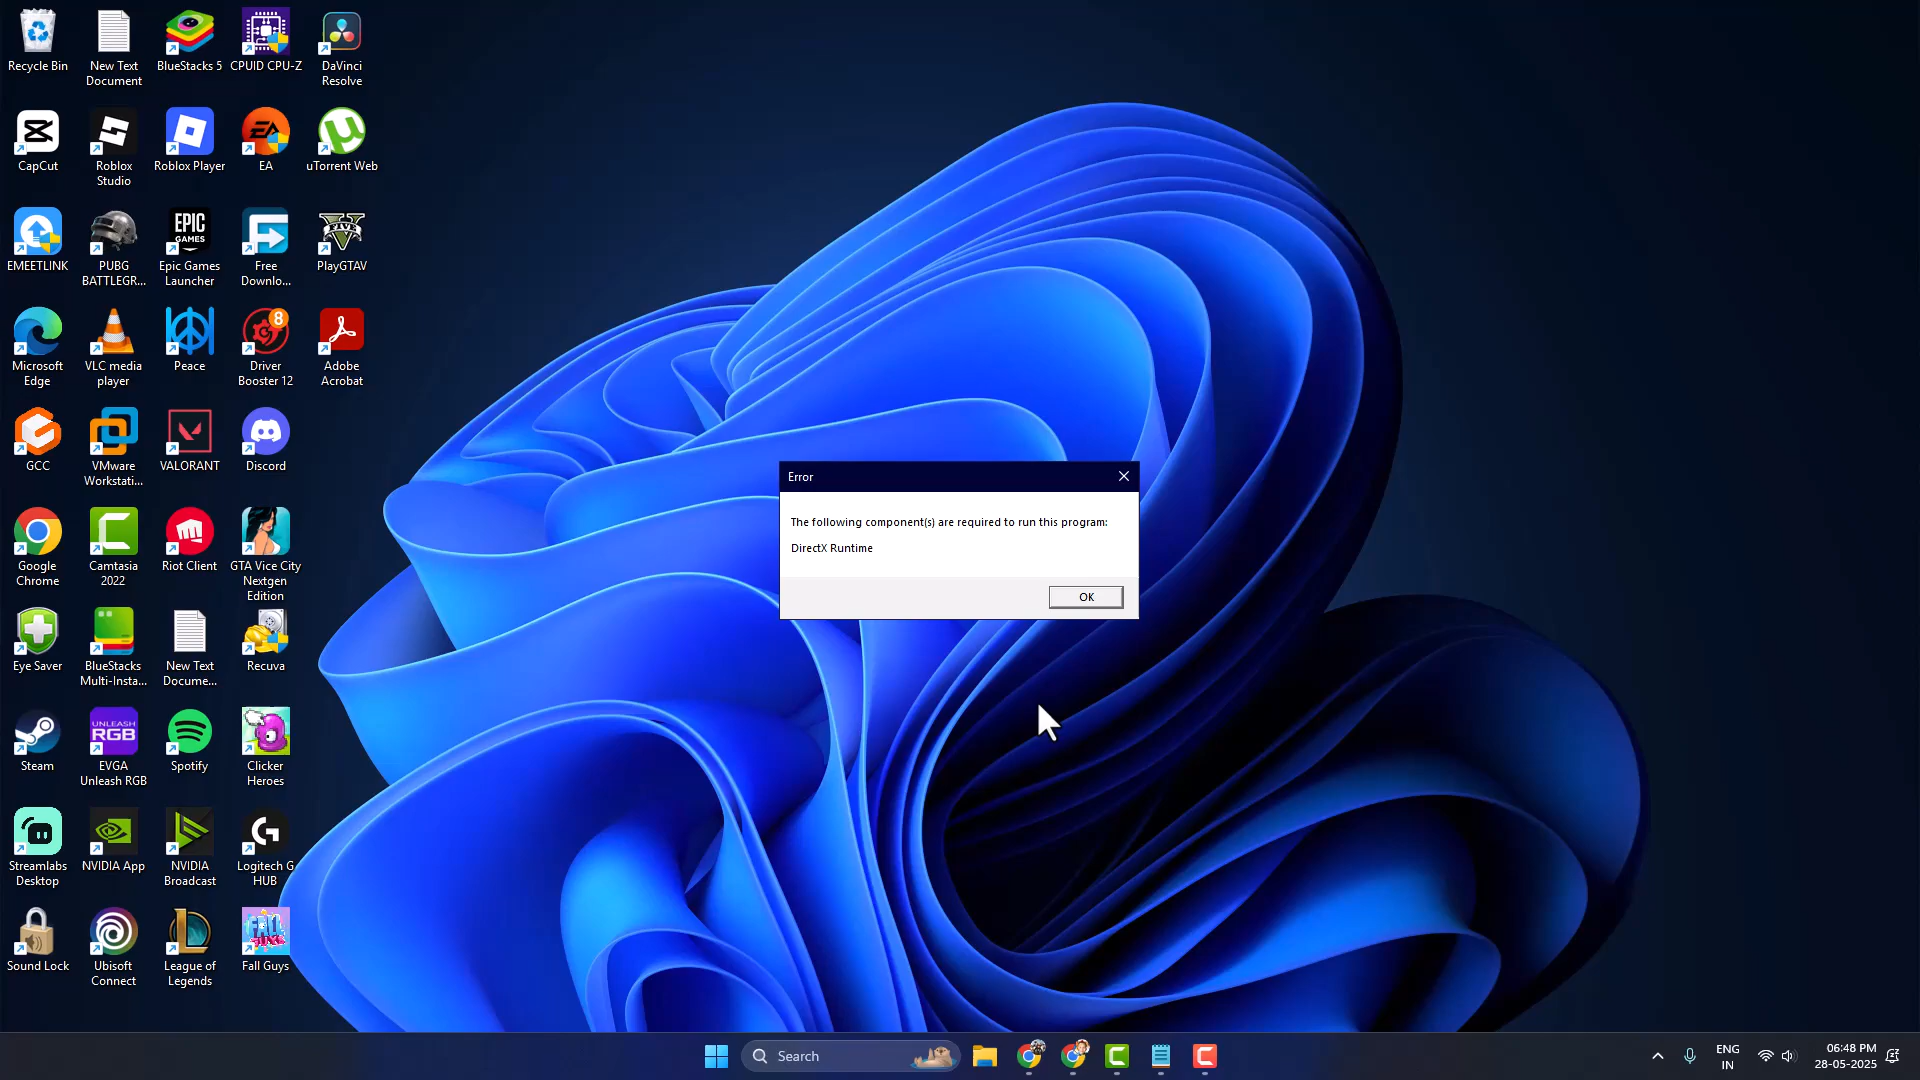 Recycle Bin
New Text
Document
BlueStacks 5
CPUID CPU-Z
DaVinci
Resolve
CapCut
Roblox
Studio
Roblox Player
EA
EA
uTorrent Web
EMEETLINK
PUBG
BATTLEGR...
EPIC
GAMES
Epic Games
Launcher
Free
Downlo...
FIVE
PlayGTAV
Microsoft
Edge
VLC media
player
Peace
8
Driver
Booster 12
Adobe
Acrobat
GCC
VMware
Workstati...
VALORANT
Discord
Google
Chrome
Camtasia
2022
Riot Client
GTA Vice City
Nextgen
Edition
Eye Saver
BlueStacks
Multi-Insta...
New Text
Docume...
Recuva
Steam
UNLEASH
RGB
EVGA
Unleash RGB
Spotify
Clicker
Heroes
Streamlabs
Desktop
NVIDIA App
NVIDIA
Broadcast
Logitech G
HUB
Sound Lock
Ubisoft
Connect
League of
Legends
FALL
GUYS
Fall Guys
Error
The following component(s) are required to run this program:
DirectX Runtime
OK
Search
ENG
IN
06:48 PM
28-05-2025